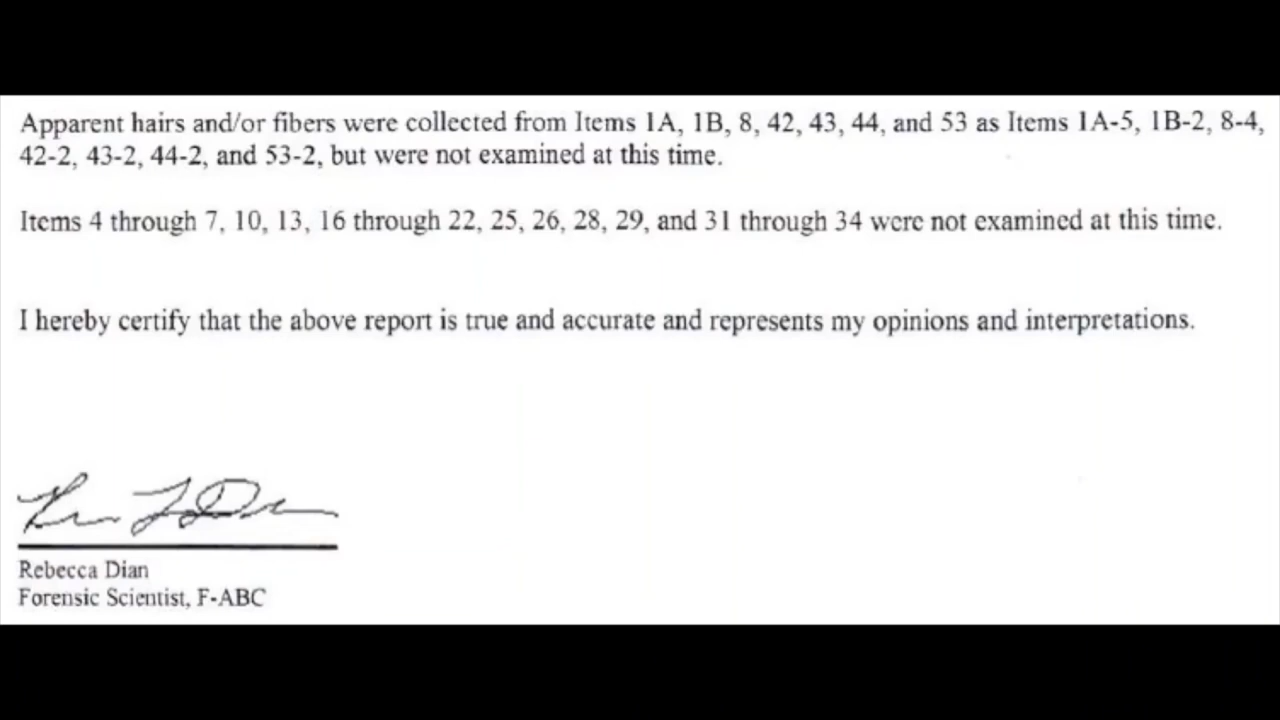 Apparent hairs and/or fibers were collected from Items 1A, 1B, 8, 42, 43, 44, and 53 as Items 1A-5, 1B-2, 8-4,
42-2, 43-2, 44-2, and 53-2, but were not examined at this time.
Items 4 through 7, 10, 13, 16 through 22, 25, 26, 28, 29, and 31 through 34 were not examined at this time.
I hereby certify that the above report is true and accurate and represents my opinions and interpretations.
Rebecca Dian
Forensic Scientist, F-ABC